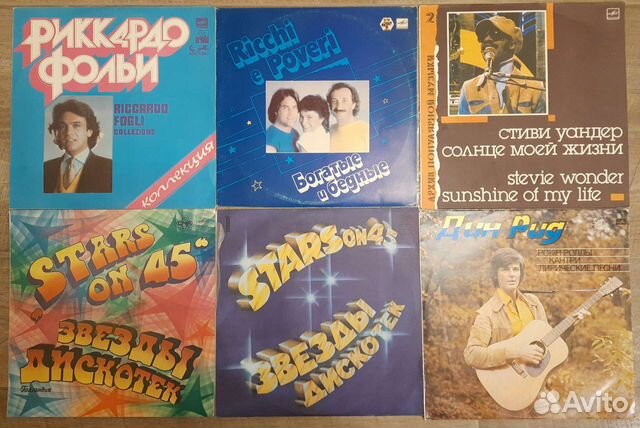 РИККАРДО
ФОЛЬИ
RICCARDO
FOGLI
COLLEZIONE
КОЛЛЕКЦИЯ
Ricchi
e Poveri
Богатые
и бедные
2
АРХИВ ПОПУЛЯРНОЙ МУЗЫКИ
СТИВИ УАНДЕР
СОЛНЦЕ МОЕЙ ЖИЗНИ
stevie wonder
sunshine of my life
"STARS
ON 45"
ЗВЕЗДЫ
ДИСКОТЕК
STARS ON 45
ЗВЕЗДЫ
ДИСКОТЕК
Дин Рид
РОКН РОЛЛЫ
КАНТРИ
ЛИРИЧЕСКИЕ ПЕСНИ
Avito